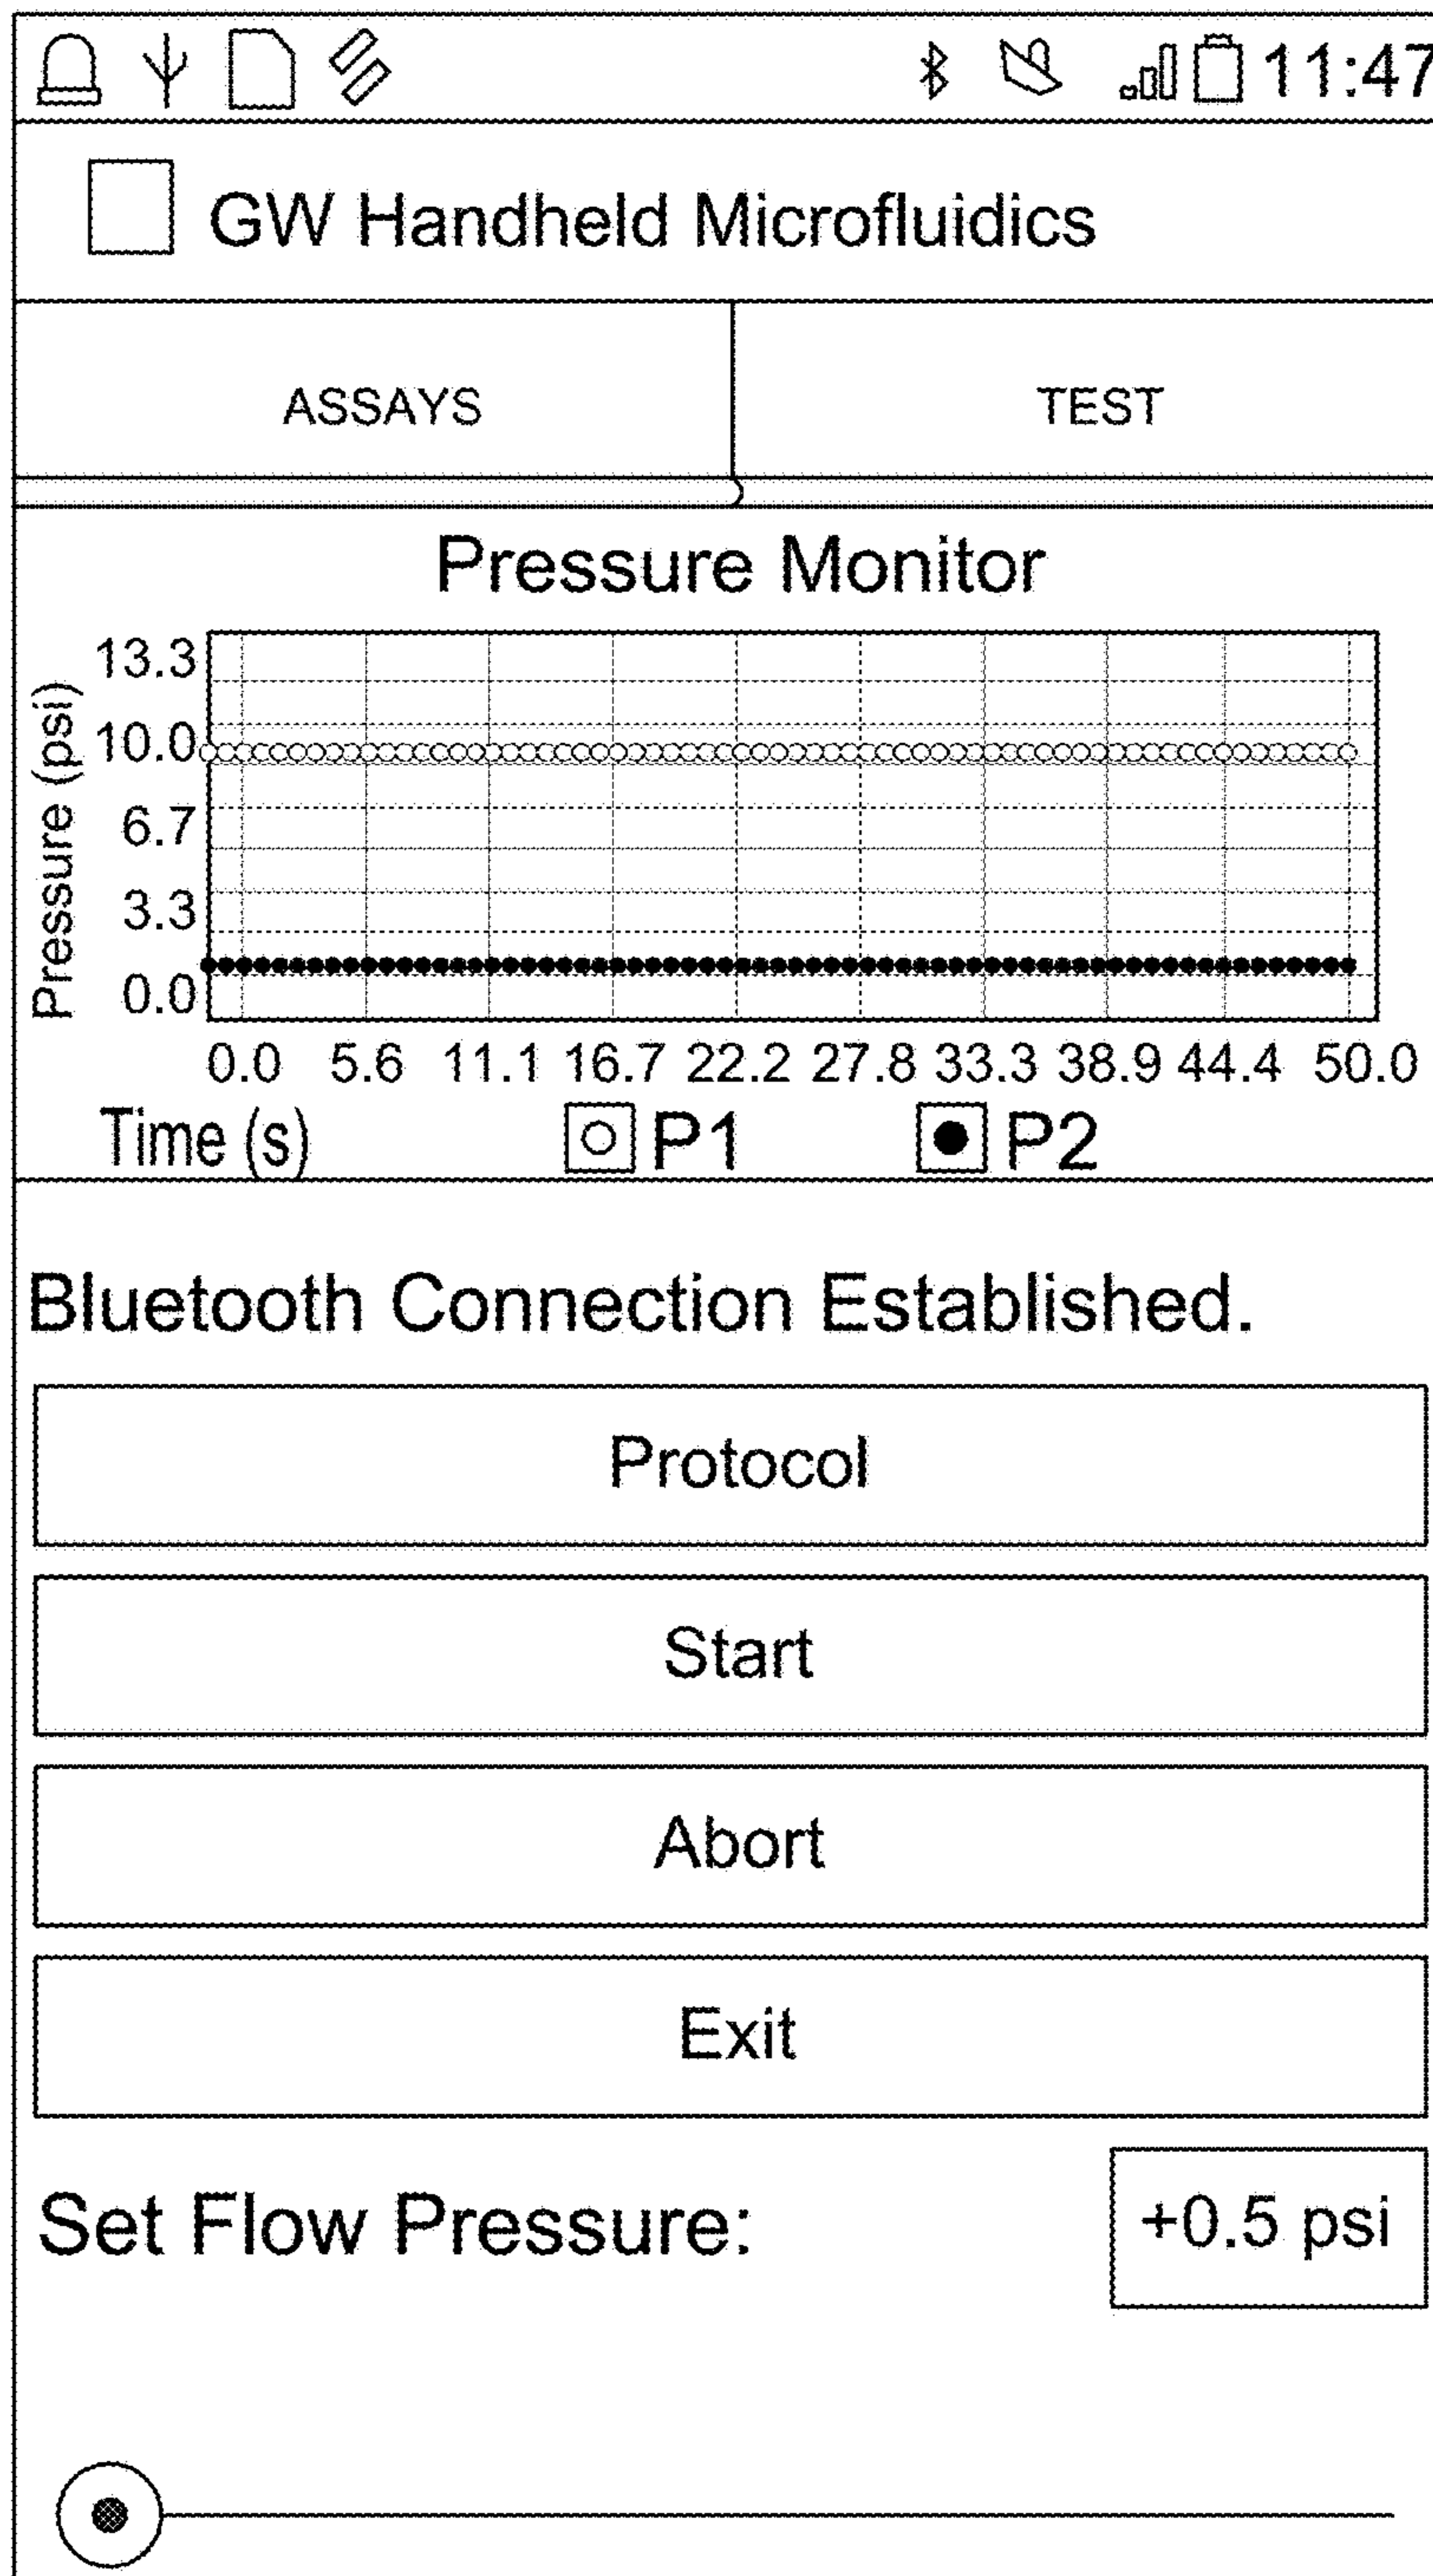 11:47
GW Handheld Microfluidics
ASSAYS TEST
Pressure Monitor
Pressure (psi)
13.3
10.0
6.7
3.3
0.0
0.0 5.6 11.1 16.7 22.2 27.8 33.3 38.9 44.4 50.0
Time (s) P1 P2
Bluetooth Connection Established.
Protocol
Start
Abort
Exit
Set Flow Pressure: +0.5 psi